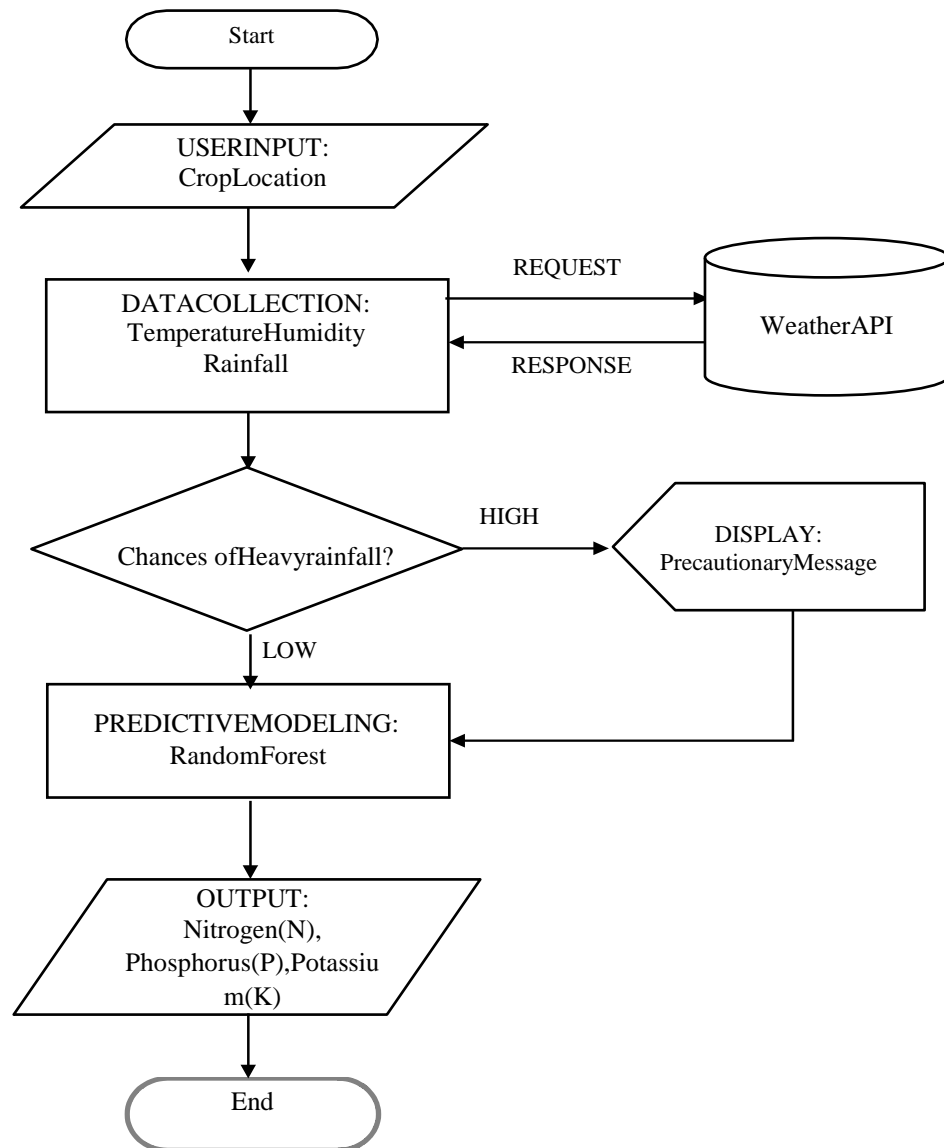 Start
USERINPUT:
CropLocation
REQUEST
DATACOLLECTION:
TemperatureHumidity
Rainfall
WeatherAPI
RESPONSE
HIGH
Chances ofHeavyrainfall?
DISPLAY:
PrecautionaryMessage
LOW
PREDICTIVEMODELING:
RandomForest
OUTPUT:
Nitrogen(N),
Phosphorus(P),Potassiu
m(K)
End